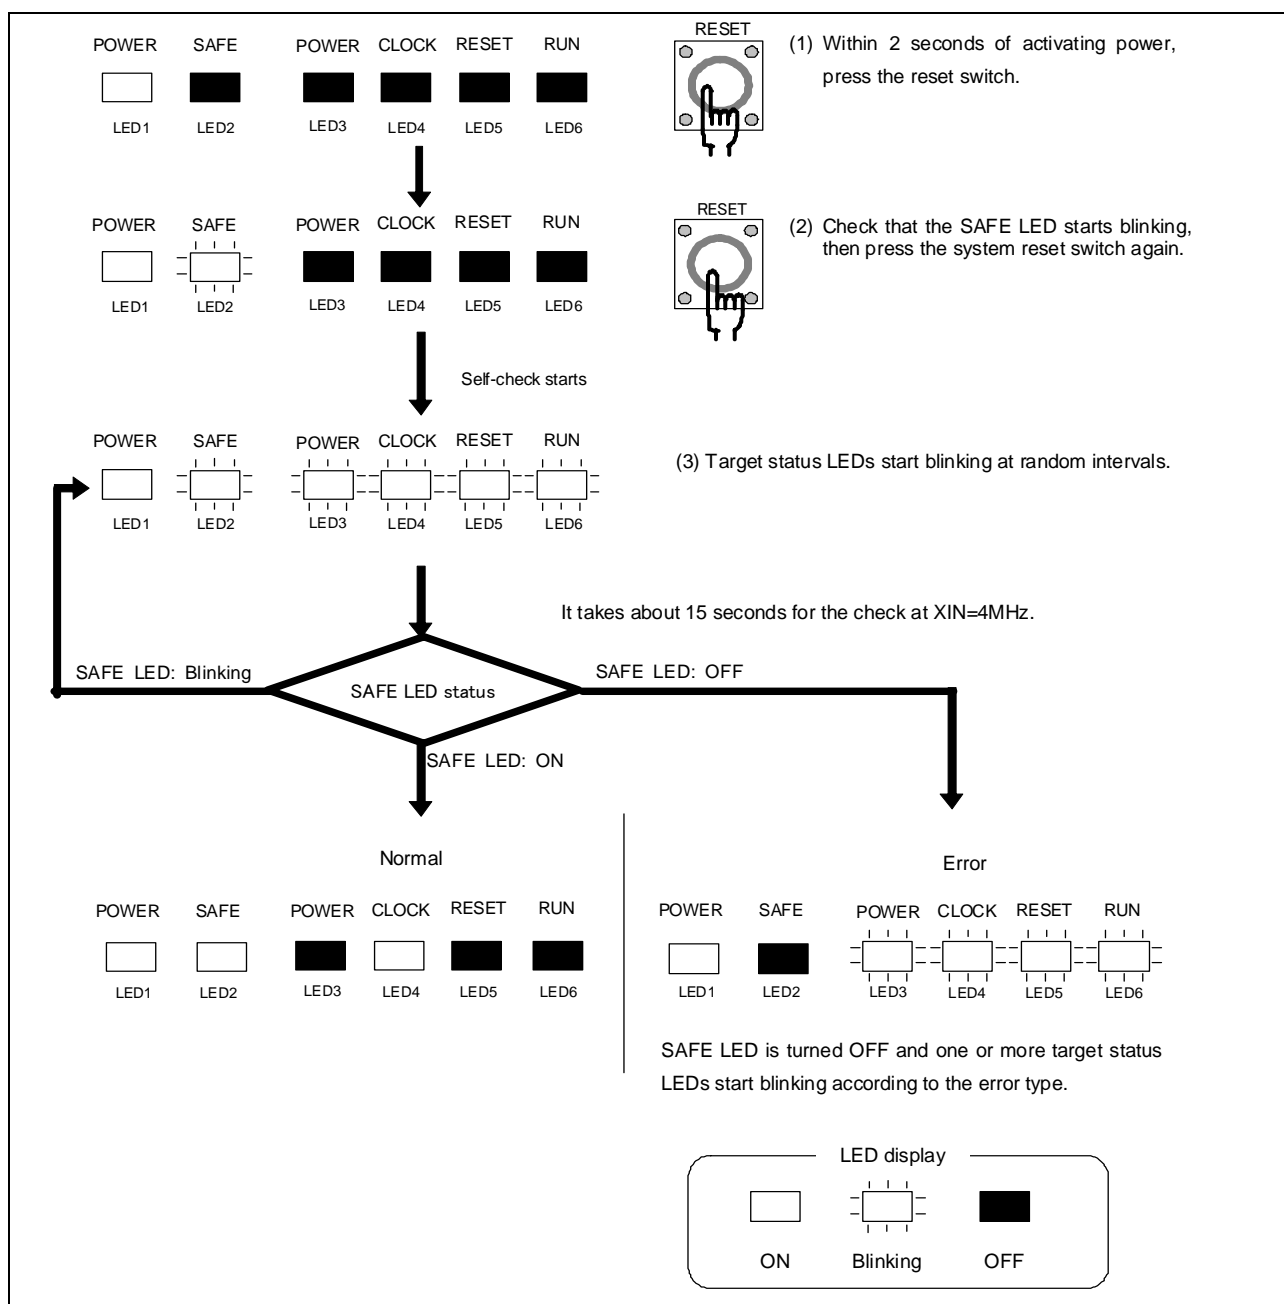 POWER SAFE POWER CLOCK RESET RUN
LED1 LED2 LED3 LED4 LED5 LED6
RESET
(1) Within 2 seconds of activating power,
press the reset switch.
POWER SAFE POWER CLOCK RESET RUN
LED1 LED2 LED3 LED4 LED5 LED6
RESET
(2) Check that the SAFE LED starts blinking,
then press the system reset switch again.
Self-check starts
POWER SAFE POWER CLOCK RESET RUN
LED1 LED2 LED3 LED4 LED5 LED6
(3) Target status LEDs start blinking at random intervals.
It takes about 15 seconds for the check at XIN=4MHz.
SAFE LED: Blinking
SAFE LED status
SAFE LED: OFF
SAFE LED: ON
Normal
POWER SAFE POWER CLOCK RESET RUN
LED1 LED2 LED3 LED4 LED5 LED6
Error
POWER SAFE POWER CLOCK RESET RUN
LED1 LED2 LED3 LED4 LED5 LED6
SAFE LED is turned OFF and one or more target status
LEDs start blinking according to the error type.
LED display
ON Blinking OFF